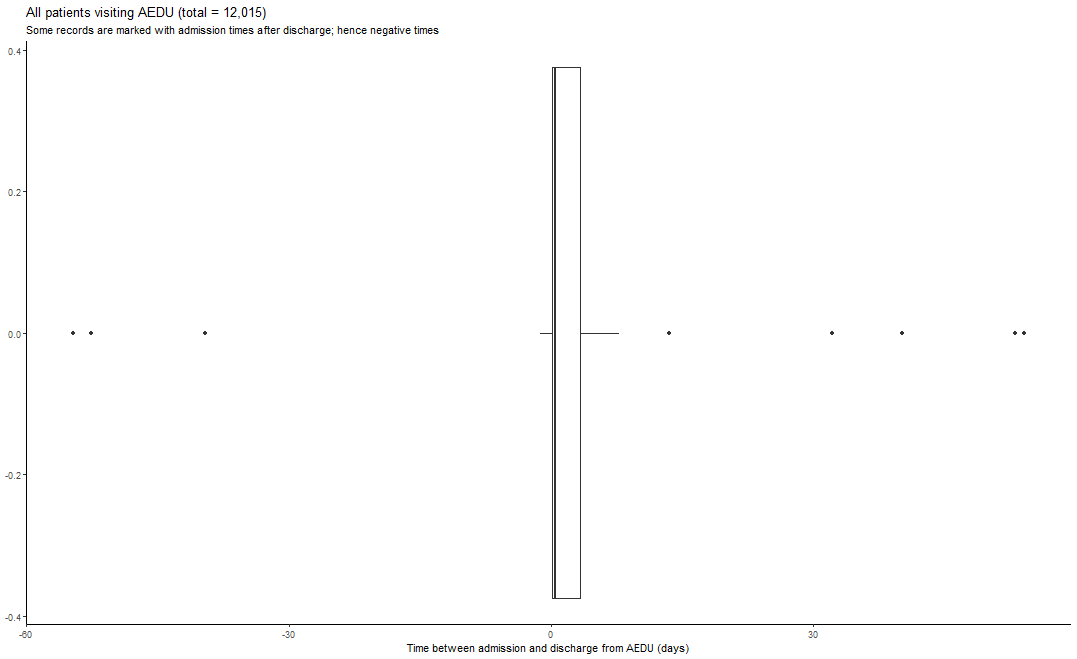 All patients visiting AEDU (total = 12,015)
Some records are marked with admission times after discharge; hence negative times
0.4
0.2
0.0
-0.2
-0.4
-60 -30 0 30
Time between admission and discharge from AEDU (days)